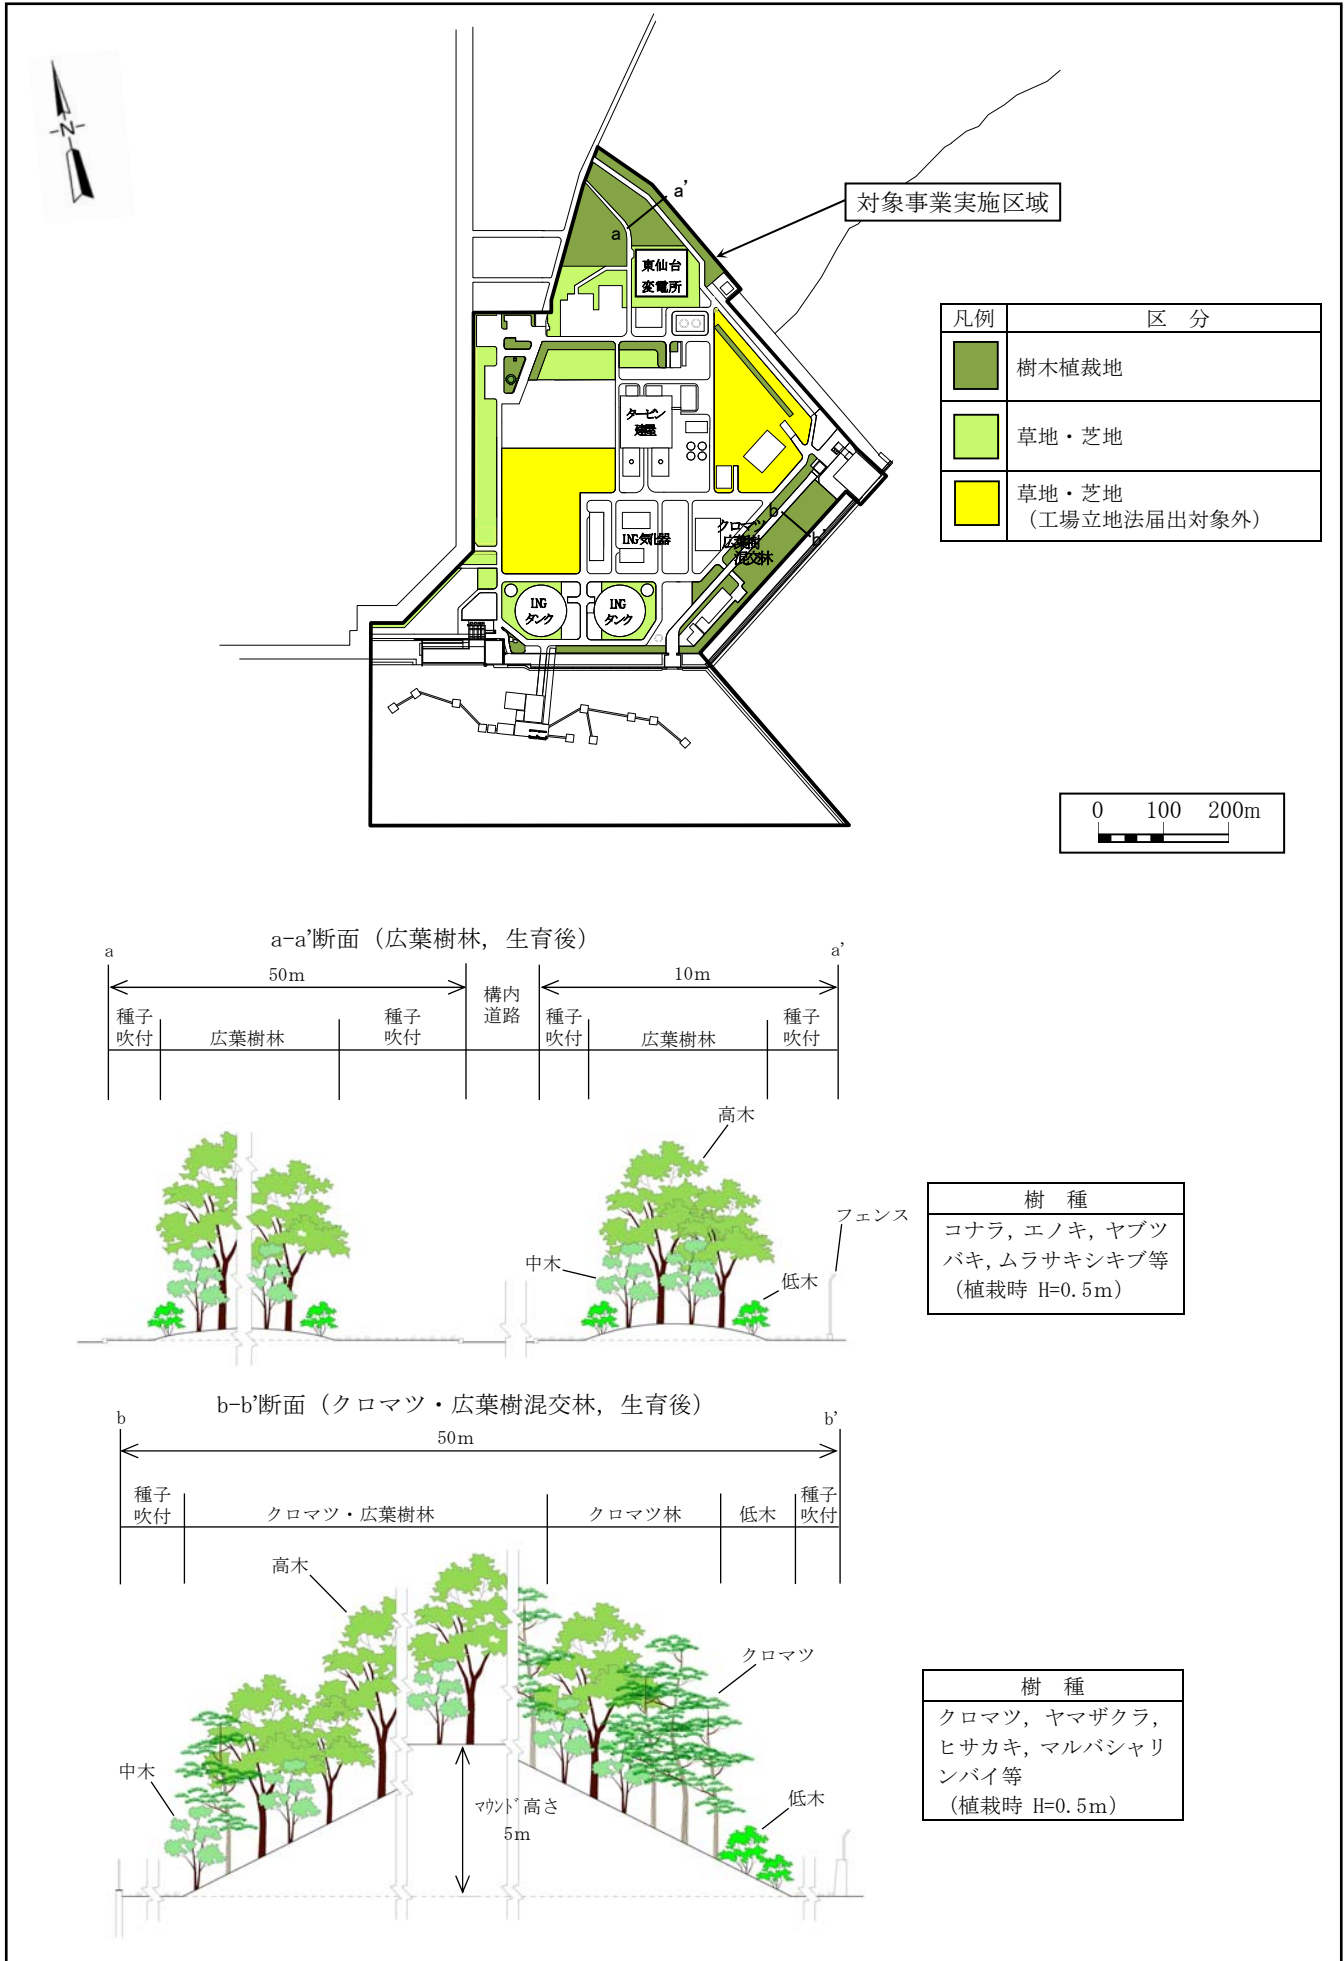 N
a'
対象事業実施区域
a
東仙台
変電所
凡例
区　分
樹木植裁地
草地・芝地
草地・芝地
（工場立地法届出対象外）
タービン
建屋
b
クロマツ
広葉樹
混交林
b'
LNG気化器
LNG
タンク
LNG
タンク
0　100　200m
a-a'断面（広葉樹林，生育後）
a
a'
50m
構内
道路
10m
種子
吹付
広葉樹林
種子
吹付
種子
吹付
広葉樹林
種子
吹付
高木
フェンス
中木
低木
樹　種
コナラ，エノキ，ヤブツ
バキ，ムラサキシキブ等
（植栽時 H=0.5m）
b-b'断面（クロマツ・広葉樹混交林，生育後）
b
b'
50m
種子
吹付
クロマツ・広葉樹林
クロマツ林
低木
種子
吹付
高木
クロマツ
中木
マウンド高さ
5m
低木
樹　種
クロマツ，ヤマザクラ，
ヒサカキ，マルバシャリ
ンバイ等
（植栽時 H=0.5m）